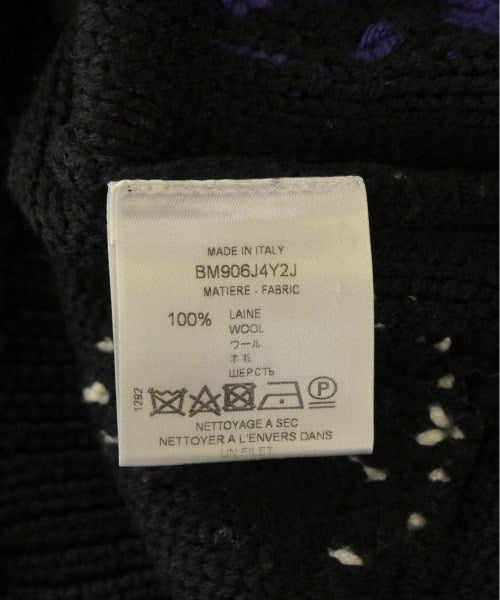 MADE IN ITALY
BM906J4Y2J
MATIERE - FABRIC
100% LAINE
WOOL
ウール
羊毛
ШЕРСТЬ
1292
P
NETTOYAGE A SEC
NETTOYER A L'ENVERS DANS
UN FILET